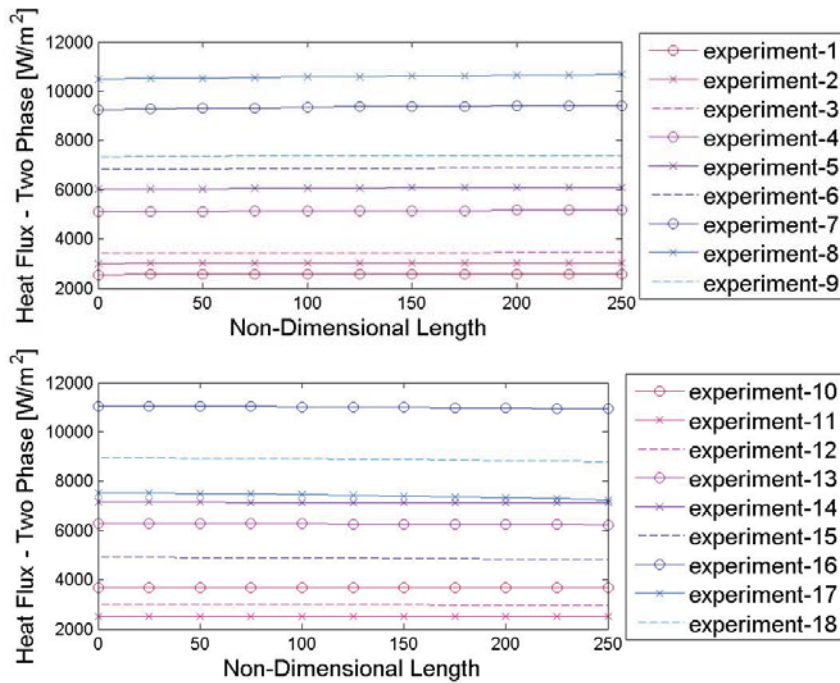 Heat Flux - Two Phase [W/m²]
12000
10000
8000
6000
4000
2000
0
50
100
150
200
250
Non-Dimensional Length
experiment-1
experiment-2
experiment-3
experiment-4
experiment-5
experiment-6
experiment-7
experiment-8
experiment-9
Heat Flux - Two Phase [W/m²]
12000
10000
8000
6000
4000
2000
0
50
100
150
200
250
Non-Dimensional Length
experiment-10
experiment-11
experiment-12
experiment-13
experiment-14
experiment-15
experiment-16
experiment-17
experiment-18